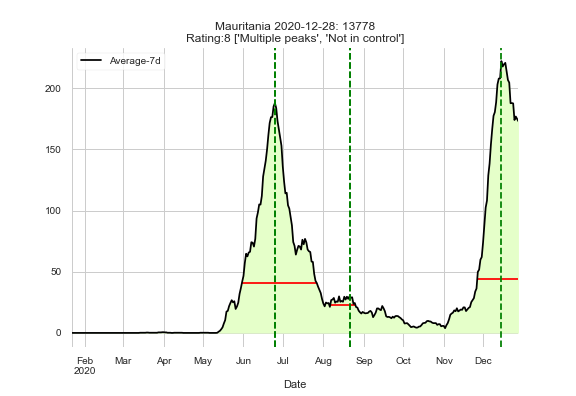 Mauritania 2020-12-28: 13778
Rating:8 ['Multiple peaks', 'Not in control']
Average-7d
200
150
100
50
0
Feb Mar Apr May Jun Jul Aug Sep Oct Nov Dec
2020
Date